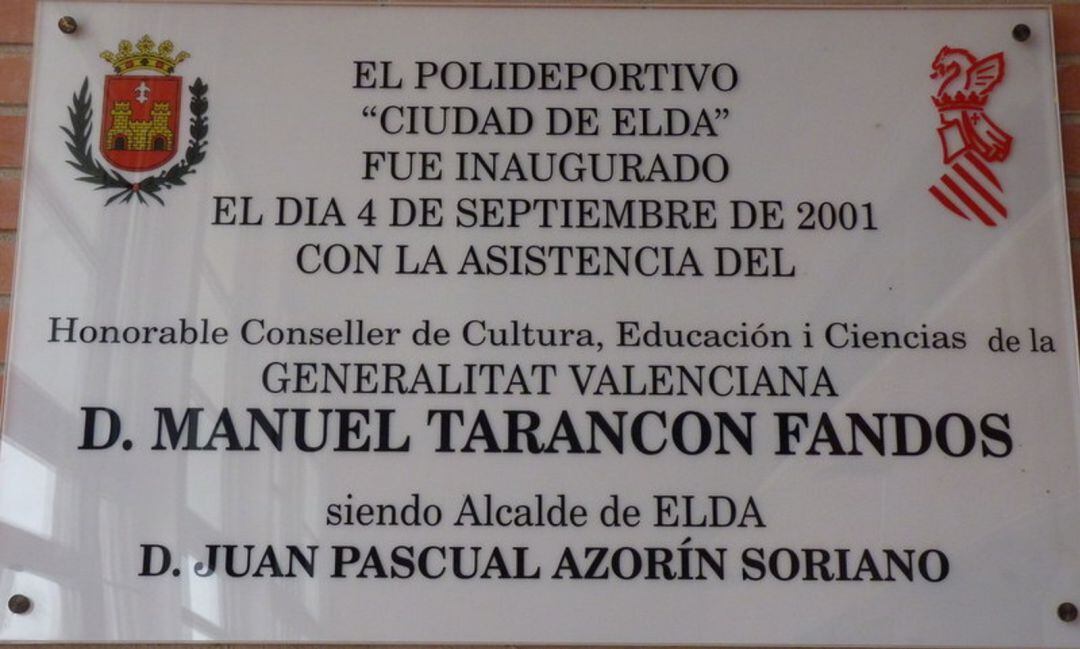 EL POLIDEPORTIVO
“CIUDAD DE ELDA”
FUE INAUGURADO
EL DIA 4 DE SEPTIEMBRE DE 2001
CON LA ASISTENCIA DEL
Honorable Conseller de Cultura, Educación i Ciencias de la
GENERALITAT VALENCIANA
D. MANUEL TARANCON FANDOS
siendo Alcalde de ELDA
D. JUAN PASCUAL AZORÍN SORIANO